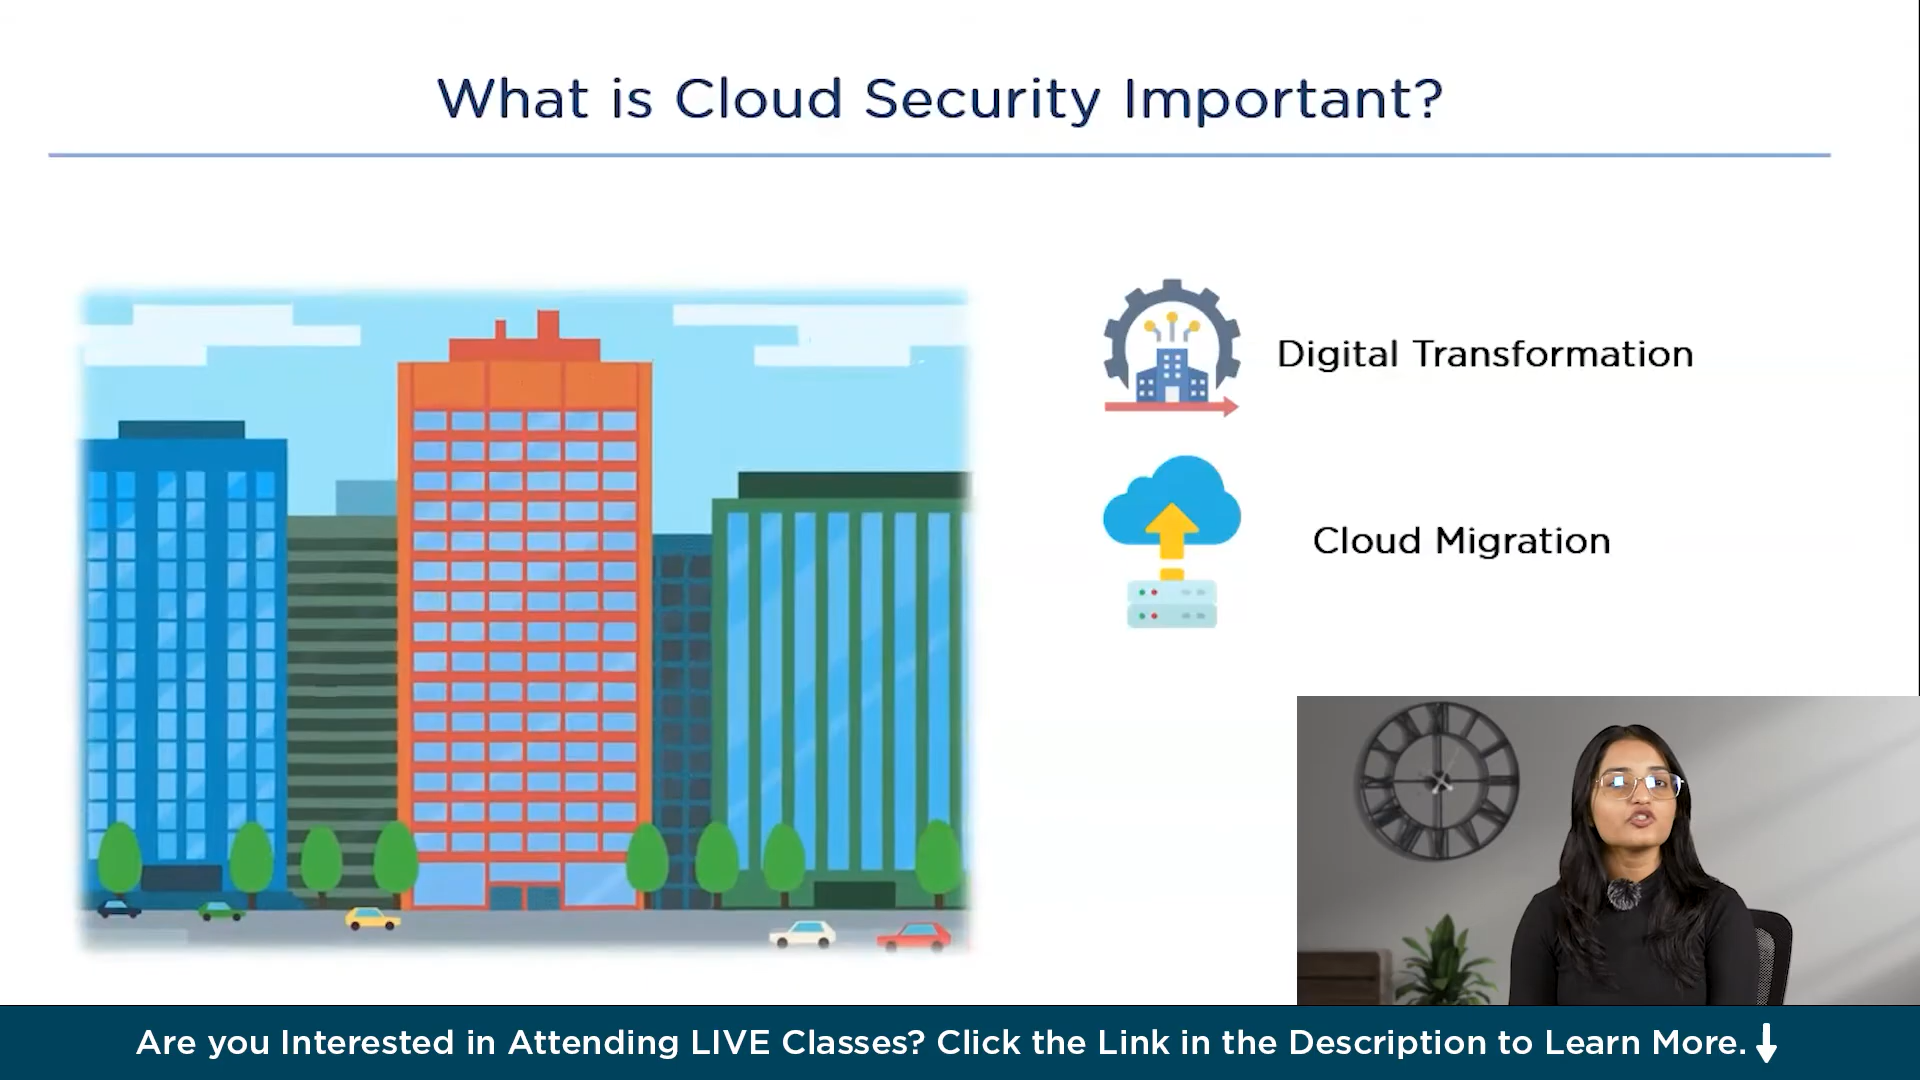 What is Cloud Security Important?
Digital Transformation
Cloud Migration
Are you Interested in Attending LIVE Classes? Click the Link in the Description to Learn More.